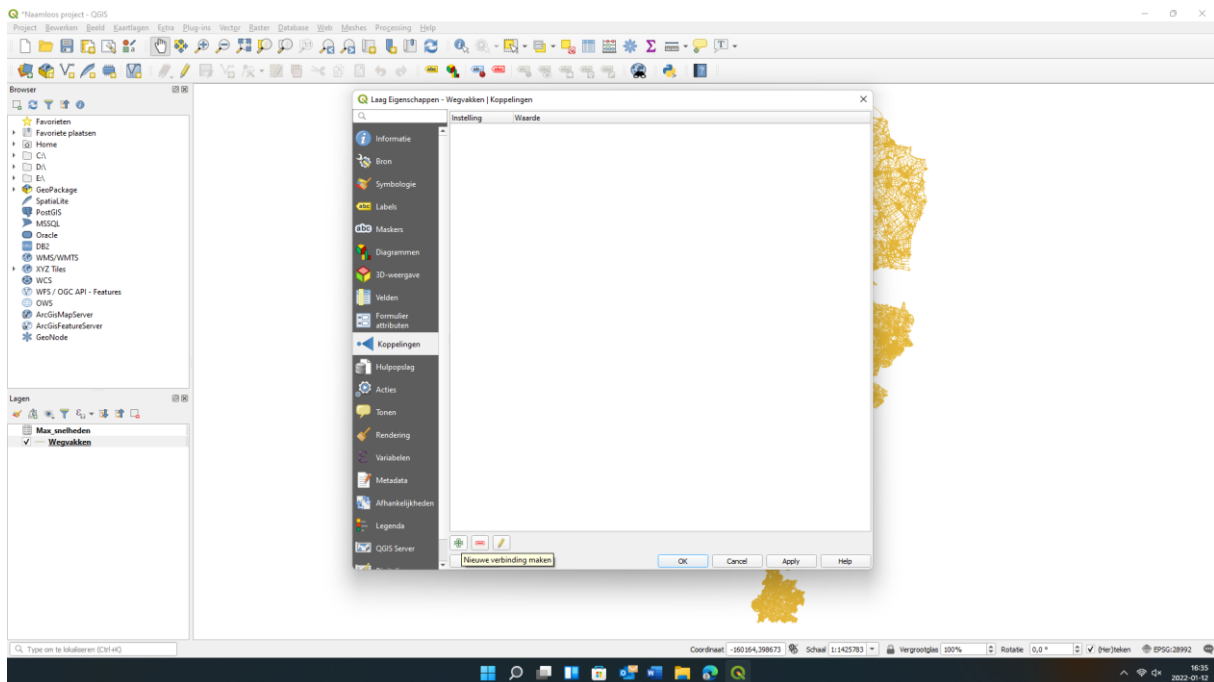 *Naamloos project - QGIS
Project Bewerken Beeld Kaartlagen Extra Plug-ins Vector Raster Database Web Meshes Processing Help
Browser
Favorieten
Favoriete plaatsen
Home
C:\
D:\
E:\
GeoPackage
SpatiaLite
PostGIS
MSSQL
Oracle
DB2
WMS/WMTS
XYZ Tiles
WCS
WFS / OGC API - Features
OWS
ArcGisMapServer
ArcGisFeatureServer
GeoNode
Lagen
Max_snelheden
Wegvakken
Laag Eigenschappen - Wegvakken | Koppelingen
Instelling Waarde
Informatie
Bron
Symbologie
abc Labels
abc Maskers
Diagrammen
3D-weergave
Velden
Formulier
attributen
Koppelingen
Hulpopslag
Acties
Tonen
Rendering
Variabelen
Metadata
Afhankelijkheden
Legenda
QGIS Server
Nieuwe verbinding maken
OK Cancel Apply Help
Type om te lokaliseren (Ctrl+K)
Coordinaat -160164,398673 Schaal 1:1425783 Vergrootglas 100% Rotatie 0,0 ° (Her)teken EPSG:28992
16:35
2022-01-12